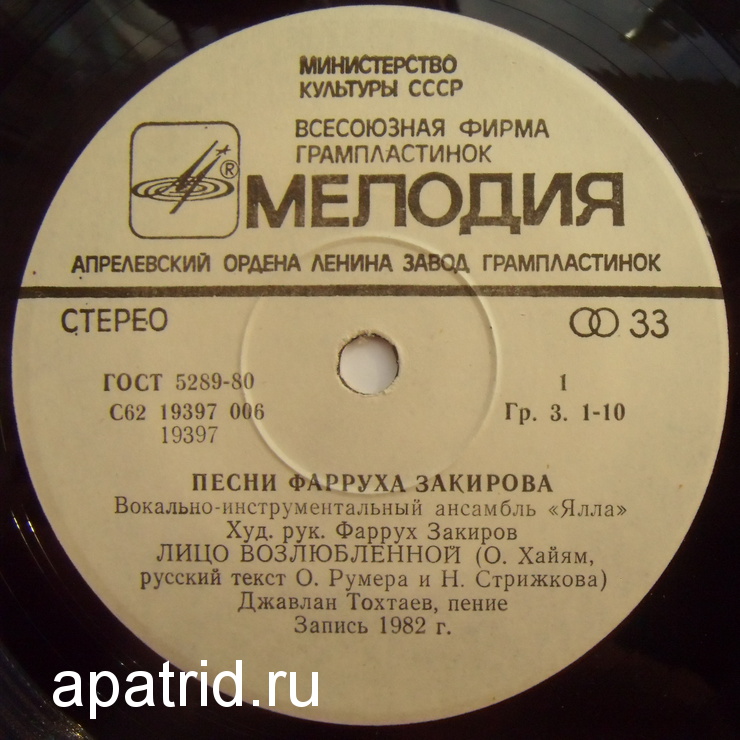 МИНИСТЕРСТВО
КУЛЬТУРЫ СССР
ВСЕСОЮЗНАЯ ФИРМА
ГРАМПЛАСТИНОК
®
МЕЛОДИЯ
АПРЕЛЕВСКИЙ ОРДЕНА ЛЕНИНА ЗАВОД ГРАМПЛАСТИНОК
СТЕРЕО 33
ГОСТ 5289-80 1
С62 19397 006 Гр. 3. 1-10
19397
ПЕСНИ ФАРРУХА ЗАКИРОВА
Вокально-инструментальный ансамбль «Ялла»
Худ. рук. Фаррух Закиров
ЛИЦО ВОЗЛЮБЛЕННОЙ (О. Хайям,
русский текст О. Румера и Н. Стрижкова)
Джавлан Тохтаев, пение
Запись 1982 г.
apatrid.ru